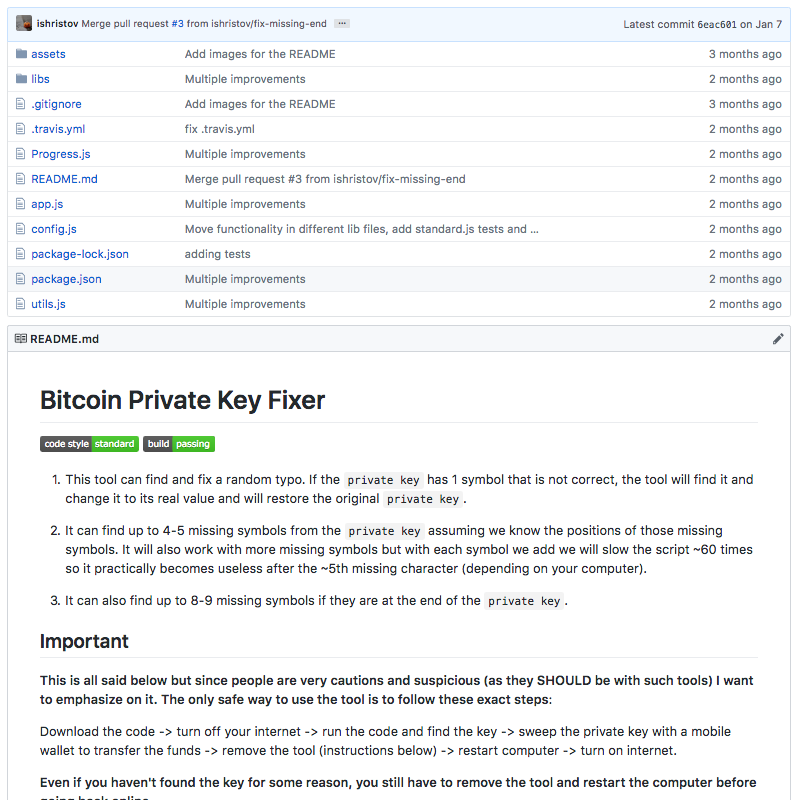 ishristov Merge pull request #3 from ishristov/fix-missing-end ... Latest commit 6eac601 on Jan 7
assets Add images for the README 3 months ago
libs Multiple improvements 2 months ago
.gitignore Add images for the README 3 months ago
.travis.yml fix .travis.yml 2 months ago
Progress.js Multiple improvements 2 months ago
README.md Merge pull request #3 from ishristov/fix-missing-end 2 months ago
app.js Multiple improvements 2 months ago
config.js Move functionality in different lib files, add standard.js tests and ... 2 months ago
package-lock.json adding tests 2 months ago
package.json Multiple improvements 2 months ago
utils.js Multiple improvements 2 months ago
README.md
Bitcoin Private Key Fixer
code style standard build passing
1. This tool can find and fix a random typo. If the private key has 1 symbol that is not correct, the tool will find it and
change it to its real value and will restore the original private key.
2. It can find up to 4-5 missing symbols from the private key assuming we know the positions of those missing
symbols. It will also work with more missing symbols but with each symbol we add we will slow the script ~60 times
so it practically becomes useless after the ~5th missing character (depending on your computer).
3. It can also find up to 8-9 missing symbols if they are at the end of the private key.
Important
This is all said below but since people are very cautions and suspicious (as they SHOULD be with such tools) I want
to emphasize on it. The only safe way to use the tool is to follow these exact steps:
Download the code -> turn off your internet -> run the code and find the key -> sweep the private key with a mobile
wallet to transfer the funds -> remove the tool (instructions below) -> restart computer -> turn on internet.
Even if you haven't found the key for some reason, you still have to remove the tool and restart the computer before
going back online